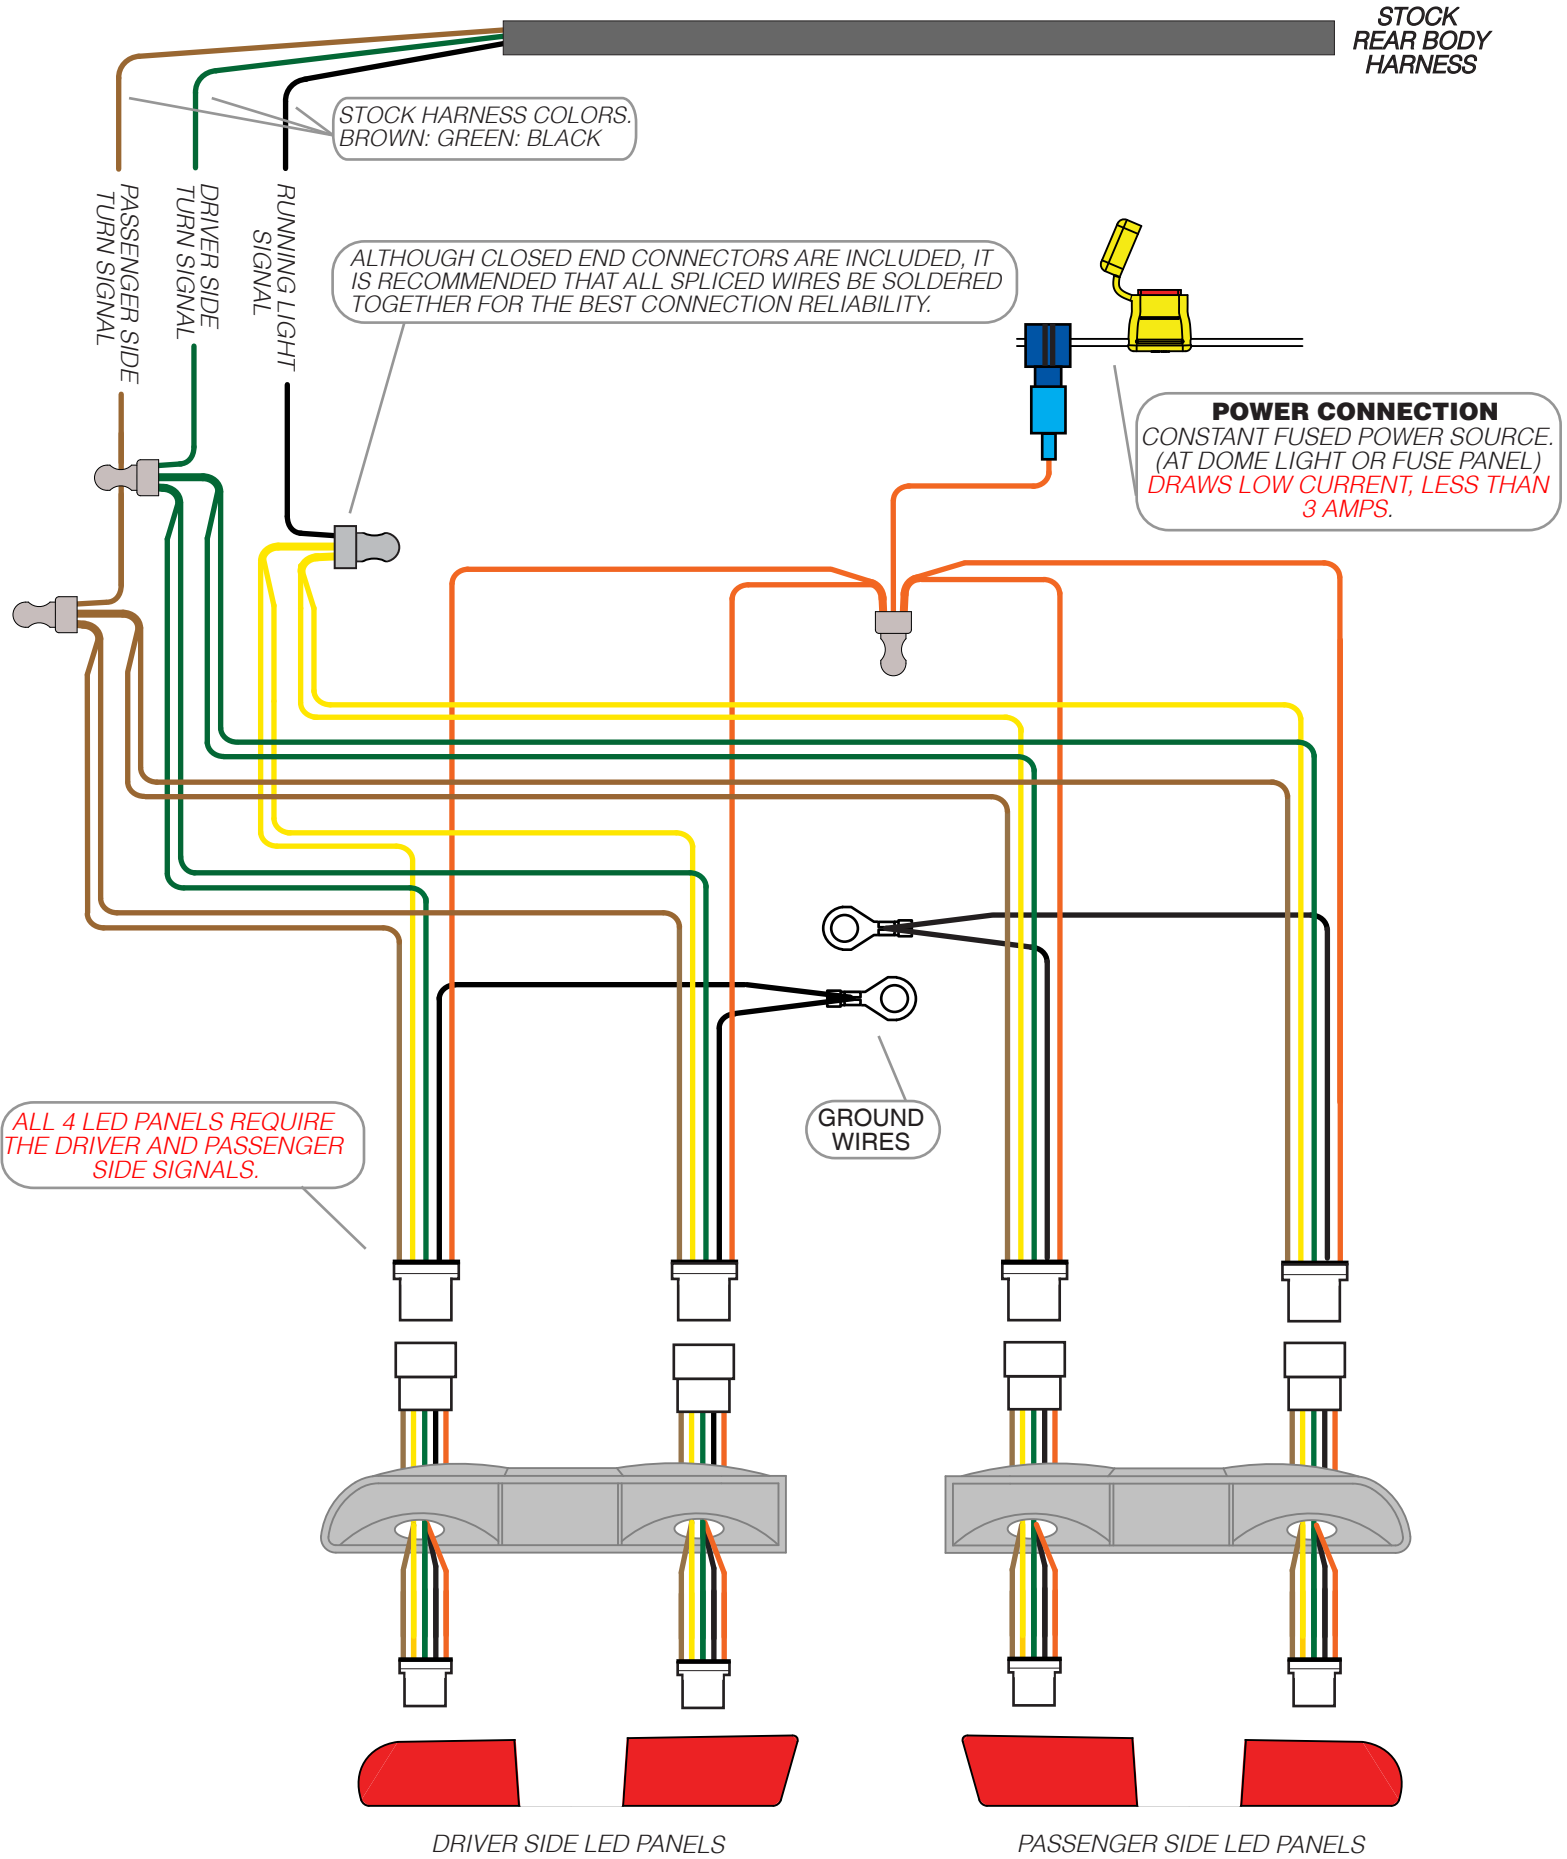 STOCK
REAR BODY
HARNESS
STOCK HARNESS COLORS.
BROWN: GREEN: BLACK
PASSENGER SIDE
TURN SIGNAL
DRIVER SIDE
TURN SIGNAL
RUNNING LIGHT
SIGNAL
ALTHOUGH CLOSED END CONNECTORS ARE INCLUDED, IT
IS RECOMMENDED THAT ALL SPLICED WIRES BE SOLDERED
TOGETHER FOR THE BEST CONNECTION RELIABILITY.
POWER CONNECTION
CONSTANT FUSED POWER SOURCE.
(AT DOME LIGHT OR FUSE PANEL)
DRAWS LOW CURRENT, LESS THAN
3 AMPS.
GROUND
WIRES
ALL 4 LED PANELS REQUIRE
THE DRIVER AND PASSENGER
SIDE SIGNALS.
DRIVER SIDE LED PANELS
PASSENGER SIDE LED PANELS